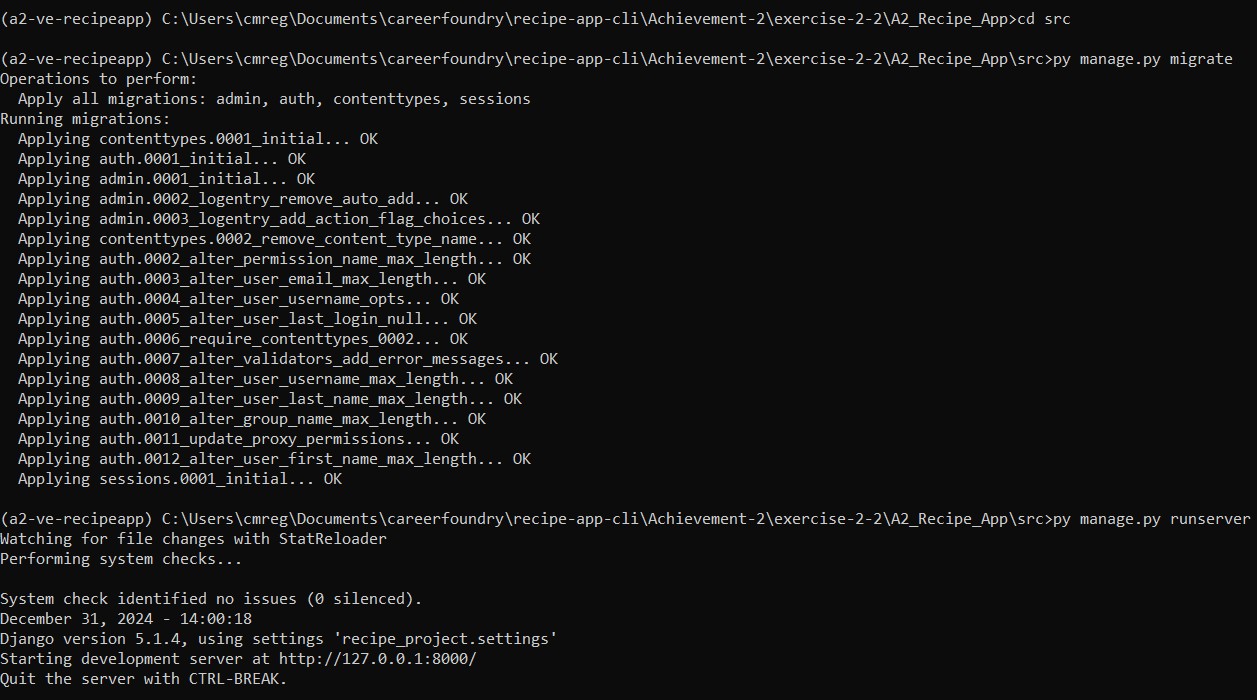 (a2-ve-recipeapp) C:\Users\cmreg\Documents\careerfoundry\recipe-app-cli\Achievement-2\exercise-2-2\A2_Recipe_App>cd src
(a2-ve-recipeapp) C:\Users\cmreg\Documents\careerfoundry\recipe-app-cli\Achievement-2\exercise-2-2\A2_Recipe_App\src>py manage.py migrate
Operations to perform:
  Apply all migrations: admin, auth, contenttypes, sessions
Running migrations:
  Applying contenttypes.0001_initial... OK
  Applying auth.0001_initial... OK
  Applying admin.0001_initial... OK
  Applying admin.0002_logentry_remove_auto_add... OK
  Applying admin.0003_logentry_add_action_flag_choices... OK
  Applying contenttypes.0002_remove_content_type_name... OK
  Applying auth.0002_alter_permission_name_max_length... OK
  Applying auth.0003_alter_user_email_max_length... OK
  Applying auth.0004_alter_user_username_opts... OK
  Applying auth.0005_alter_user_last_login_null... OK
  Applying auth.0006_require_contenttypes_0002... OK
  Applying auth.0007_alter_validators_add_error_messages... OK
  Applying auth.0008_alter_user_username_max_length... OK
  Applying auth.0009_alter_user_last_name_max_length... OK
  Applying auth.0010_alter_group_name_max_length... OK
  Applying auth.0011_update_proxy_permissions... OK
  Applying auth.0012_alter_user_first_name_max_length... OK
  Applying sessions.0001_initial... OK
(a2-ve-recipeapp) C:\Users\cmreg\Documents\careerfoundry\recipe-app-cli\Achievement-2\exercise-2-2\A2_Recipe_App\src>py manage.py runserver
Watching for file changes with StatReloader
Performing system checks...
System check identified no issues (0 silenced).
December 31, 2024 - 14:00:18
Django version 5.1.4, using settings 'recipe_project.settings'
Starting development server at http://127.0.0.1:8000/
Quit the server with CTRL-BREAK.